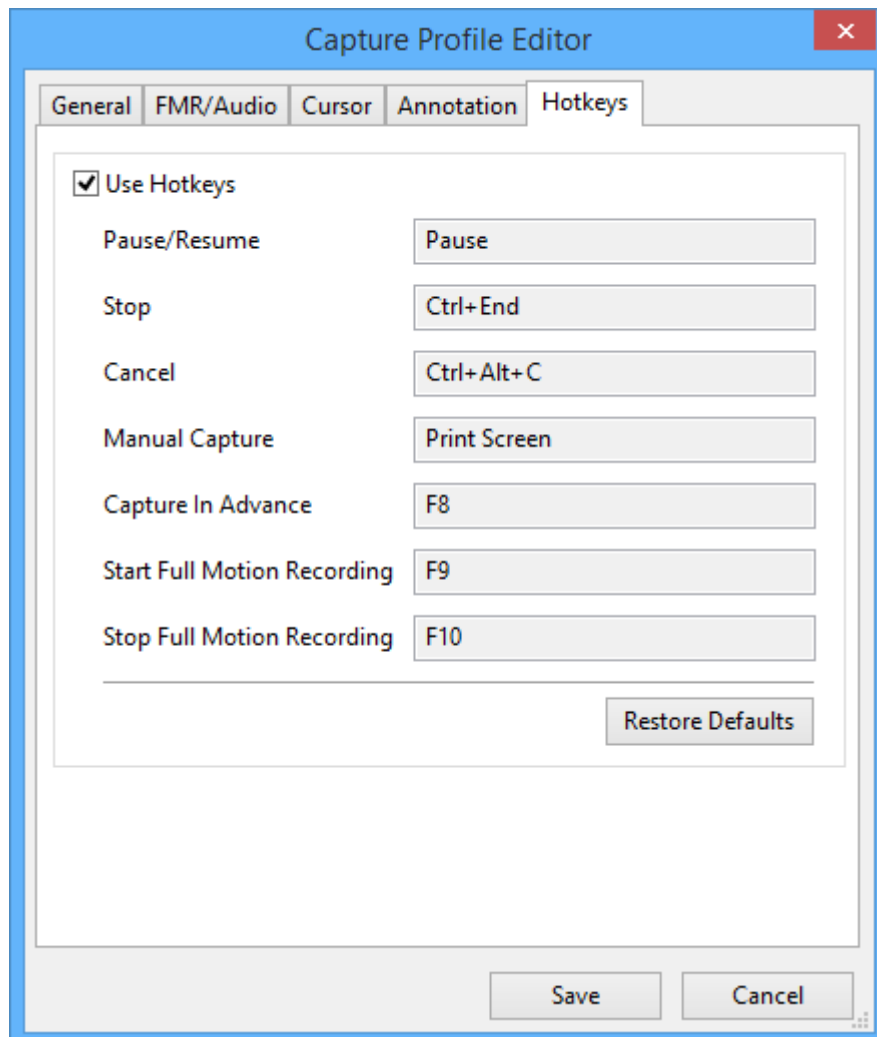 Capture Profile Editor
General FMR/Audio Cursor Annotation Hotkeys
Use Hotkeys
Pause/Resume Pause
Stop Ctrl+End
Cancel Ctrl+Alt+C
Manual Capture Print Screen
Capture In Advance F8
Start Full Motion Recording F9
Stop Full Motion Recording F10
Restore Defaults
Save Cancel